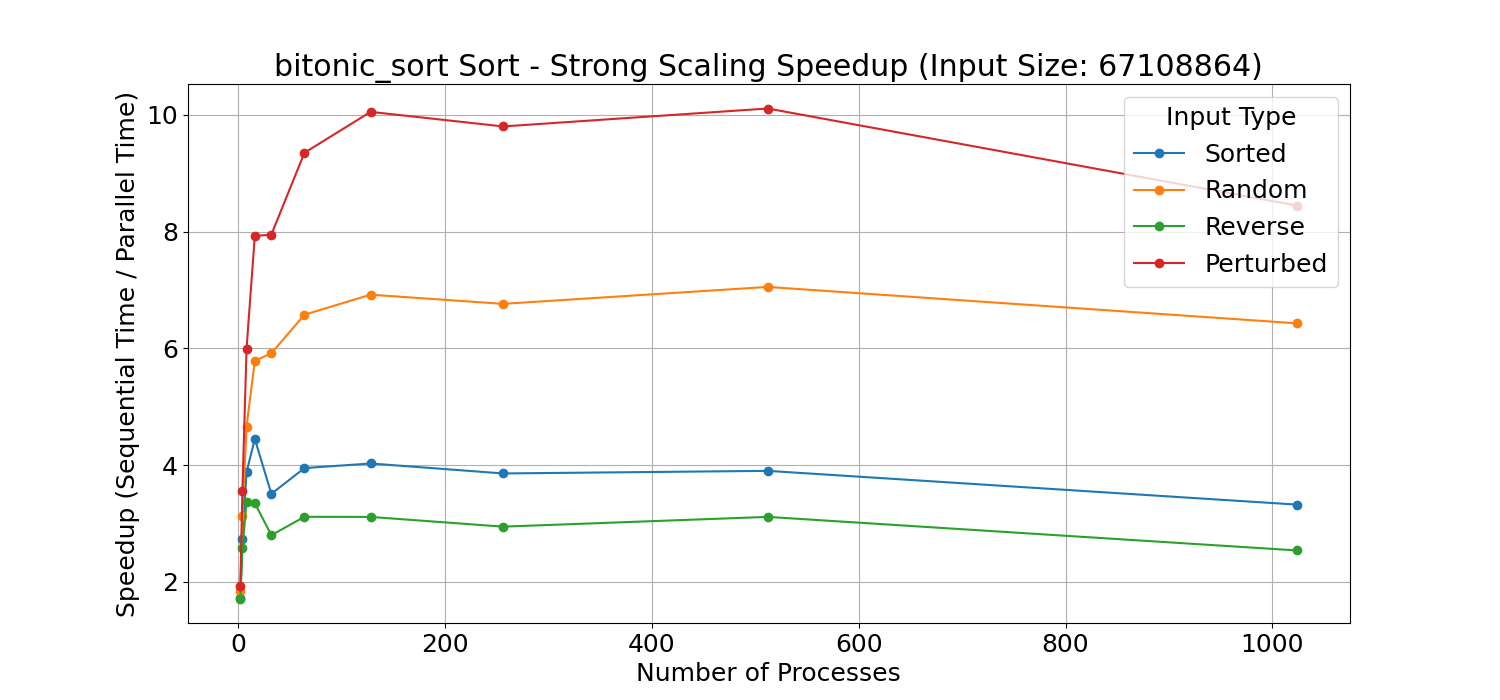 bitonic_sort Sort - Strong Scaling Speedup (Input Size: 67108864)
Speedup (Sequential Time / Parallel Time)
10
8
6
4
2
Input Type
Sorted
Random
Reverse
Perturbed
0 200 400 600 800 1000
Number of Processes